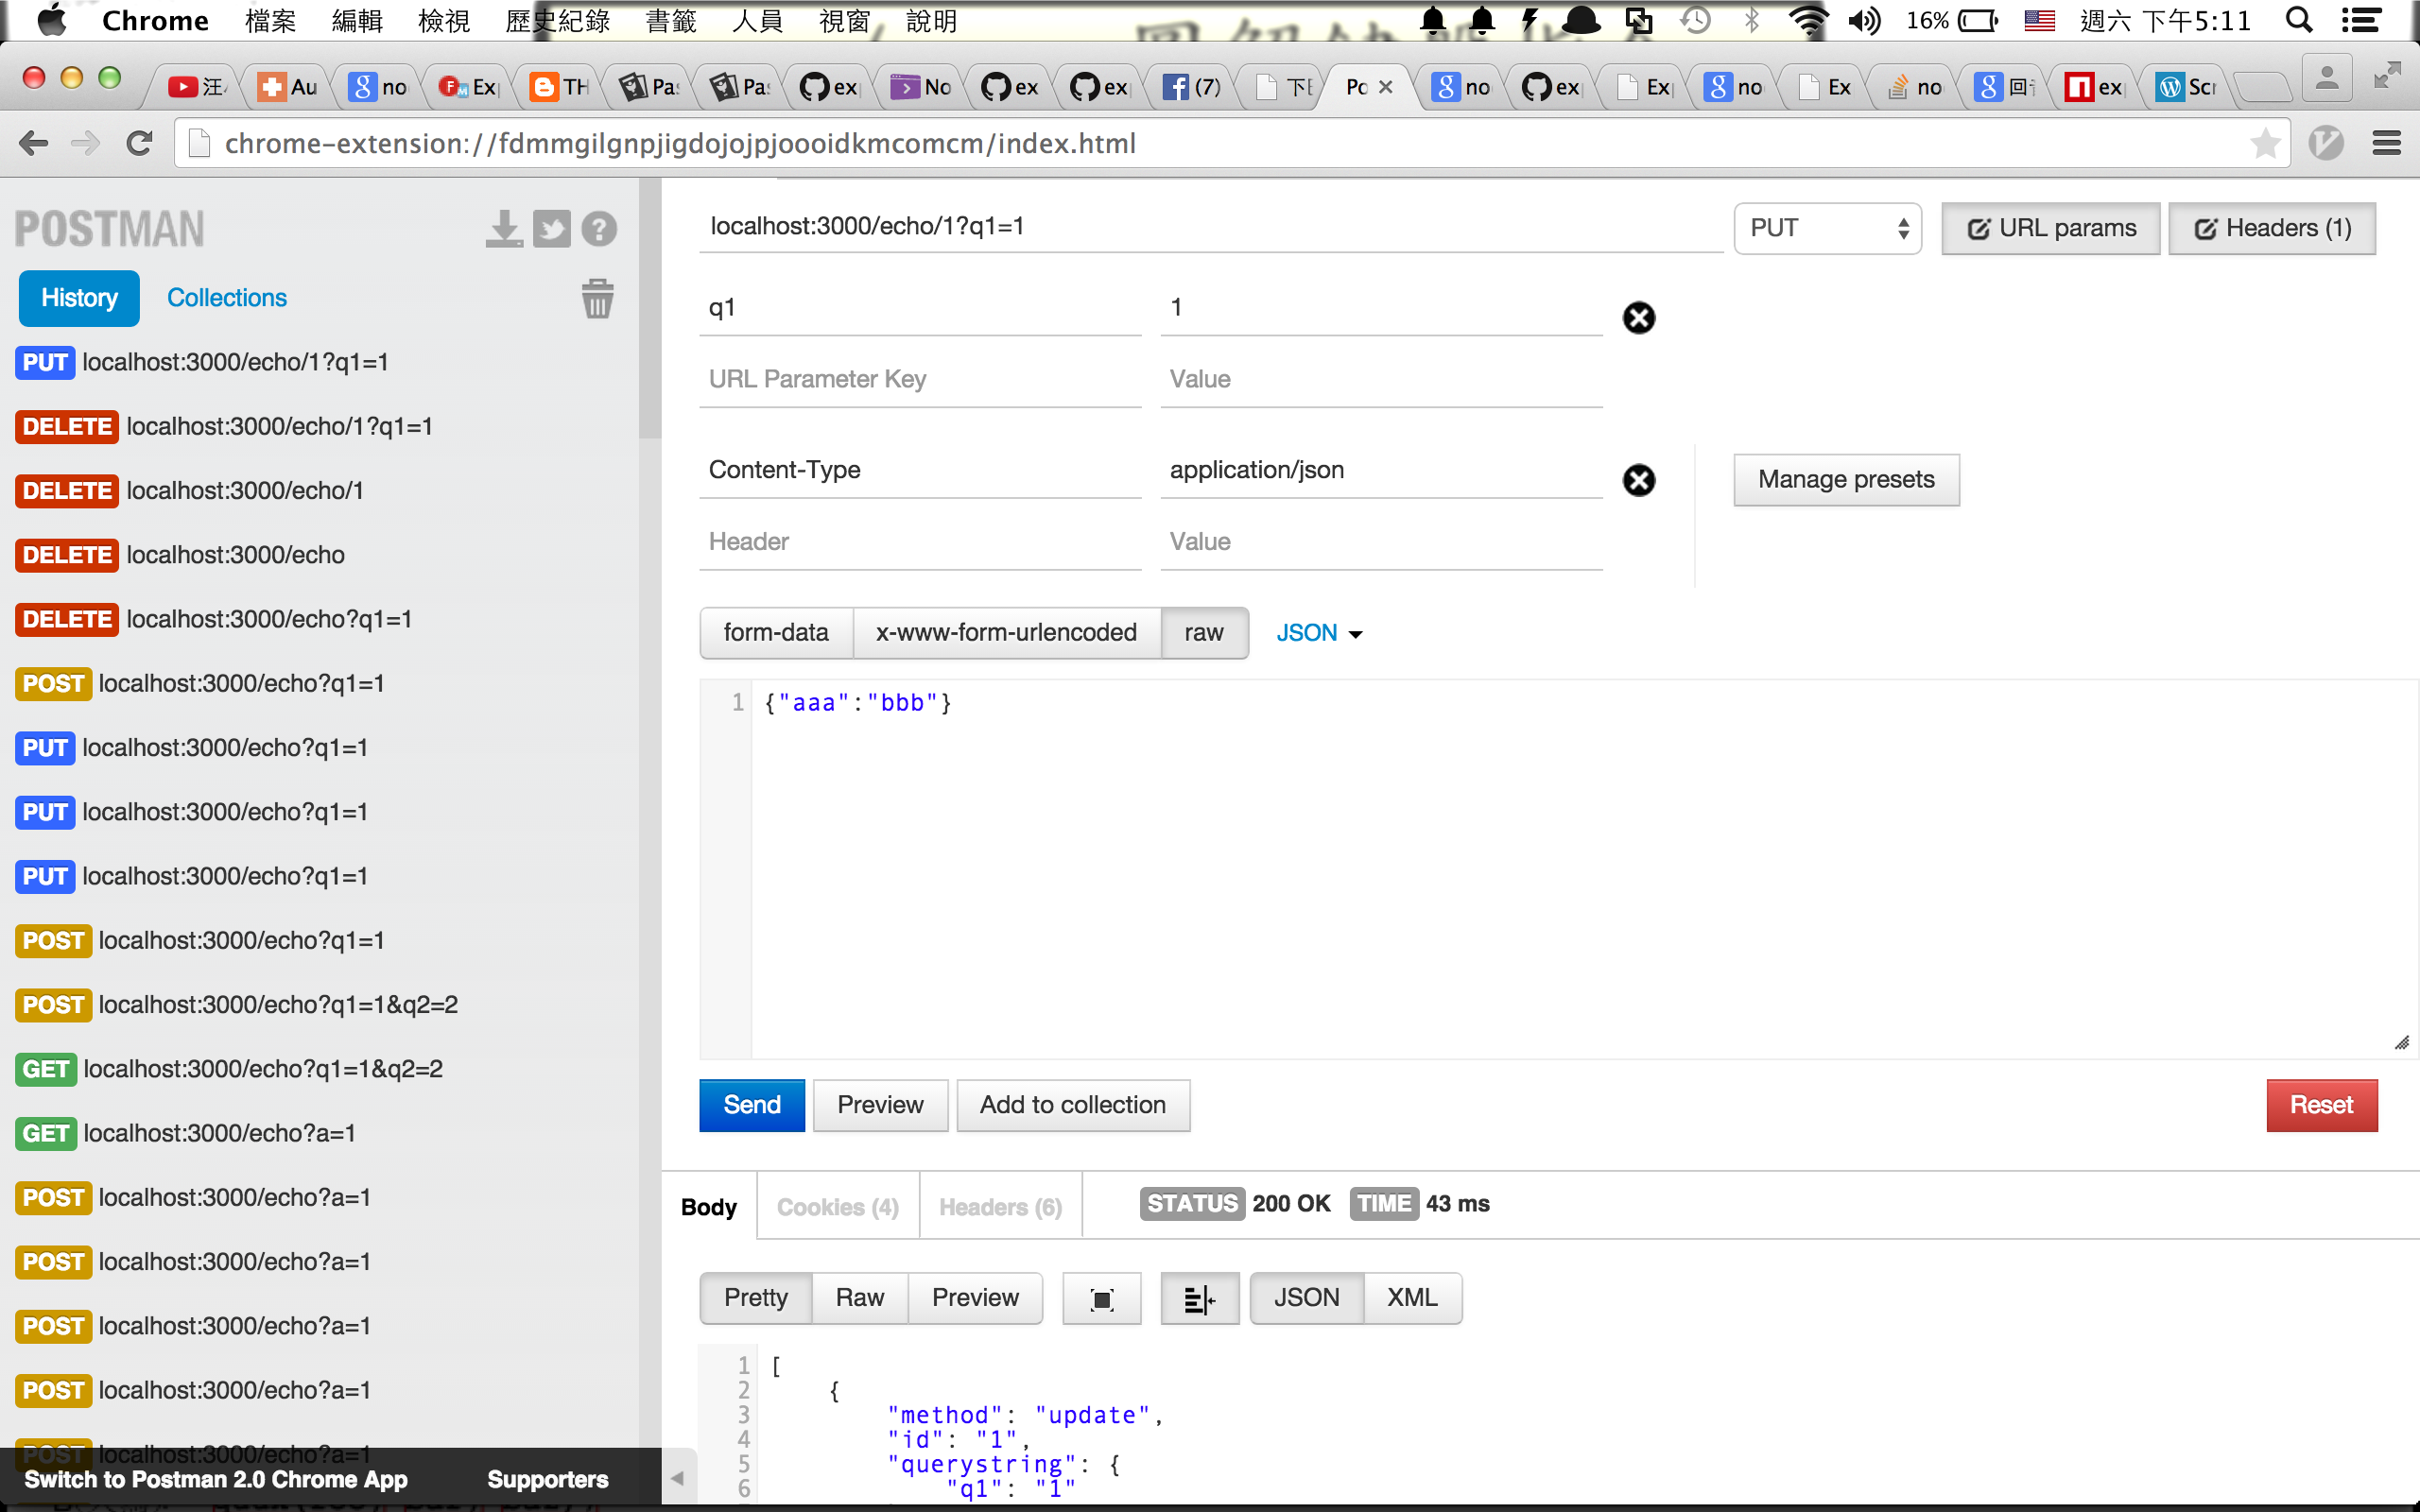 Chrome 檔案 編輯 檢視 歷史紀錄 書籤 人員 視窗 說明 16% 週六 下午5:11
汪 Au no Ex TH Pa Pa ex No ex ex (7) 下 Po no ex Ex no Ex no 回 ex Scr
chrome-extension://fdmmgilgnpjigdojojpjoooidkmcomcm/index.html
POSTMAN
History Collections
PUT localhost:3000/echo/1?q1=1
DELETE localhost:3000/echo/1?q1=1
DELETE localhost:3000/echo/1
DELETE localhost:3000/echo
DELETE localhost:3000/echo?q1=1
POST localhost:3000/echo?q1=1
PUT localhost:3000/echo?q1=1
PUT localhost:3000/echo?q1=1
PUT localhost:3000/echo?q1=1
POST localhost:3000/echo?q1=1
POST localhost:3000/echo?q1=1&q2=2
GET localhost:3000/echo?q1=1&q2=2
GET localhost:3000/echo?a=1
POST localhost:3000/echo?a=1
POST localhost:3000/echo?a=1
POST localhost:3000/echo?a=1
POST localhost:3000/echo?a=1
POST localhost:3000/echo?a=1
Switch to Postman 2.0 Chrome App Supporters
localhost:3000/echo/1?q1=1 PUT URL params Headers (1)
q1 1
URL Parameter Key Value
Content-Type application/json Manage presets
Header Value
form-data x-www-form-urlencoded raw JSON
1 {"aaa":"bbb"}
Send Preview Add to collection Reset
Body Cookies (4) Headers (6) STATUS 200 OK TIME 43 ms
Pretty Raw Preview JSON XML
1 [
2 {
3 "method": "update",
4 "id": "1",
5 "querystring": {
6 "q1": "1"